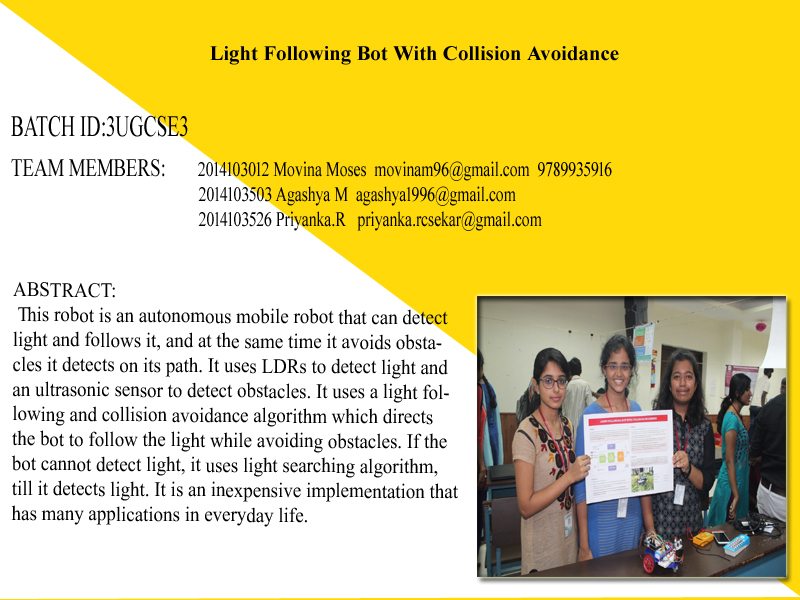 Light Following Bot With Collision Avoidance
BATCH ID:3UGCSE3
TEAM MEMBERS: 2014103012 Movina Moses movinam96@gmail.com 9789935916
2014103503 Agashya M agashya1996@gmail.com
2014103526 Priyanka.R priyanka.rcsekar@gmail.com
ABSTRACT:
This robot is an autonomous mobile robot that can detect
light and follows it, and at the same time it avoids obsta-
cles it detects on its path. It uses LDRs to detect light and
an ultrasonic sensor to detect obstacles. It uses a light fol-
lowing and collision avoidance algorithm which directs
the bot to follow the light while avoiding obstacles. If the
bot cannot detect light, it uses light searching algorithm,
till it detects light. It is an inexpensive implementation that
has many applications in everyday life.